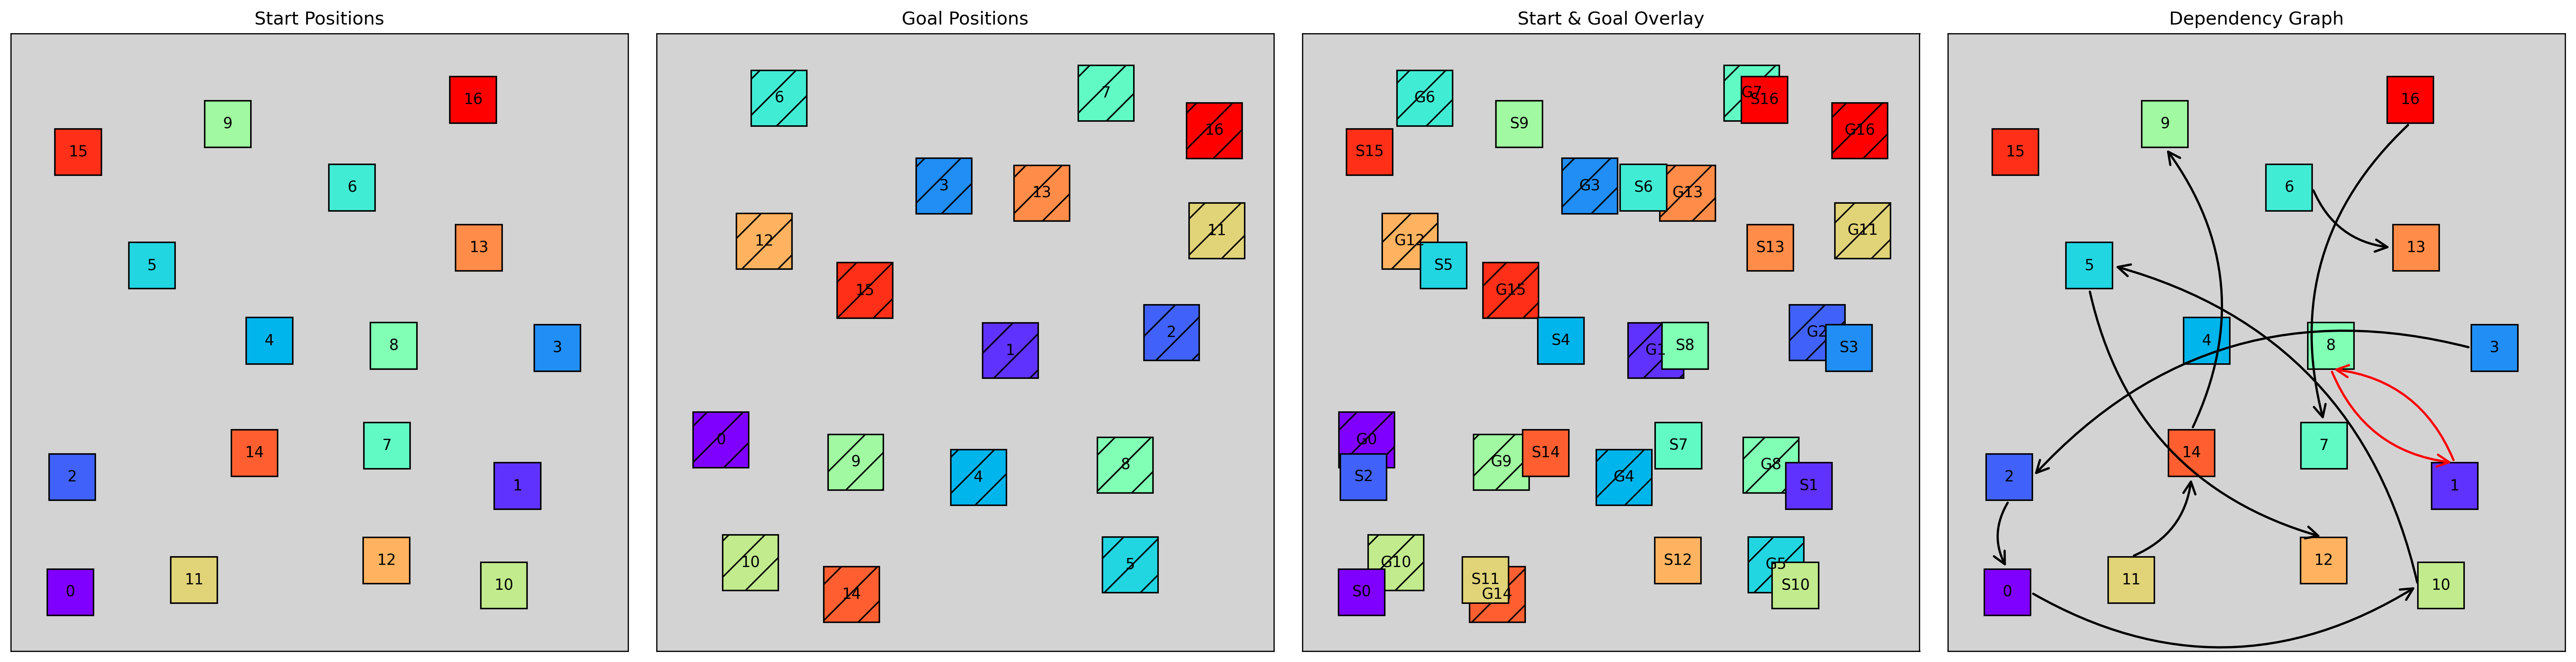 Start Positions
16
9
15
6
13
5
4
8
3
14
7
2
1
12
11
10
0
Goal Positions
7
6
16
3
13
11
12
15
2
1
0
9
8
4
10
5
14
Start & Goal Overlay
G7
S16
G6
S9
G16
S15
G3
S6
G13
G11
G12
S13
S5
G15
G2
S4
S8
S3
G1
G0
S7
S14
G9
G8
S2
G4
S1
S12
G10
G5
S11
S10
S0
G14
Dependency Graph
16
9
15
6
13
5
4
8
3
14
7
2
1
12
11
10
0